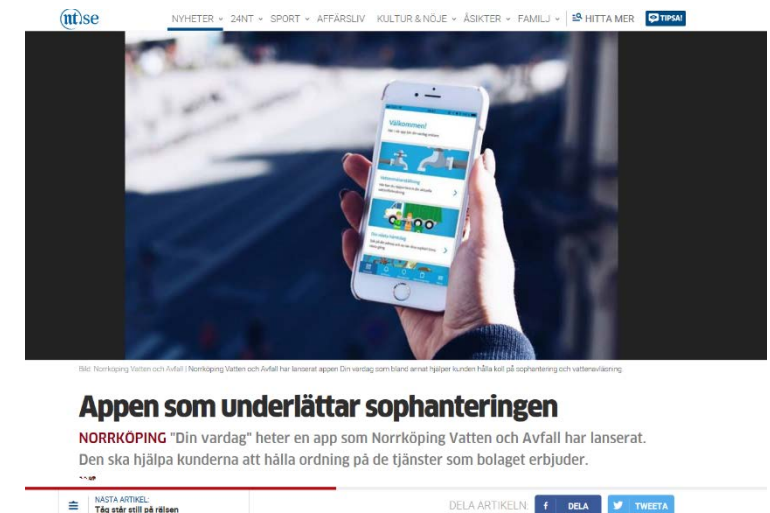 nt.se
NYHETER 24NT SPORT AFFÄRSLIV KULTUR & NÖJE ÅSIKTER FAMILJ HITTA MER TIPSA!
Välkommen!
Bild: Norrköping Vatten och Avfall | Norrköping Vatten och Avfall har lanserat appen Din vardag som bland annat hjälper kunden hålla koll på sophantering och vattenavläsning
Appen som underlättar sophanteringen
NORRKÖPING "Din vardag" heter en app som Norrköping Vatten och Avfall har lanserat.
Den ska hjälpa kunderna att hålla ordning på de tjänster som bolaget erbjuder.
NÄSTA ARTIKEL:
Tåg står still på rälsen
DELA ARTIKELN: f DELA TWEETA